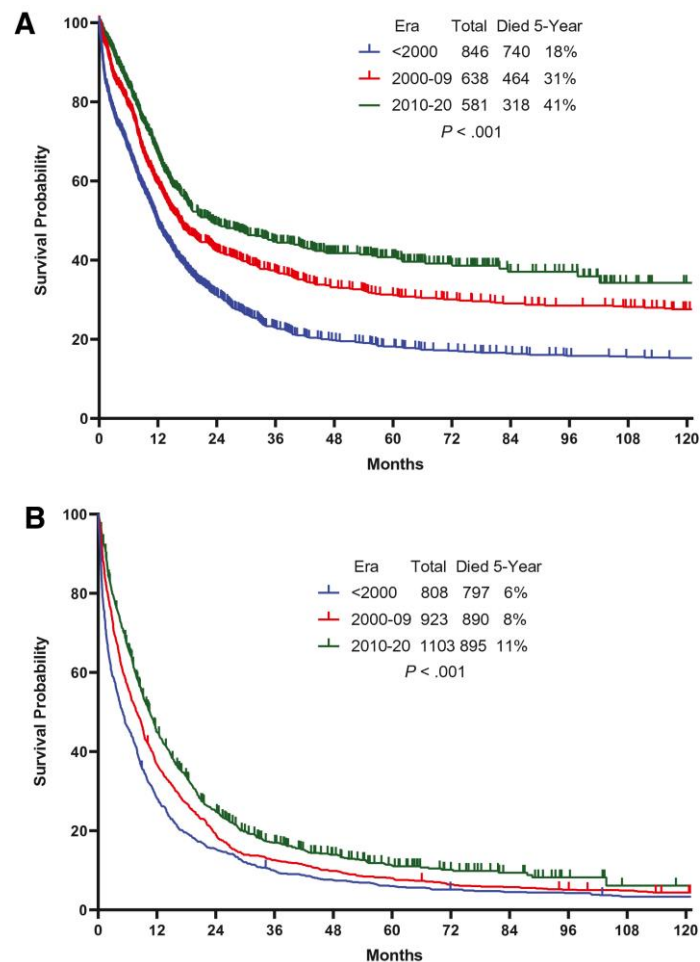 A
Era Total Died 5-Year
<2000 846 740 18%
2000-09 638 464 31%
2010-20 581 318 41%
P < .001
Survival Probability
100
80
60
40
20
0
0 12 24 36 48 60 72 84 96 108 120
Months
B
Era Total Died 5-Year
<2000 808 797 6%
2000-09 923 890 8%
2010-20 1103 895 11%
P < .001
Survival Probability
100
80
60
40
20
0
0 12 24 36 48 60 72 84 96 108 120
Months